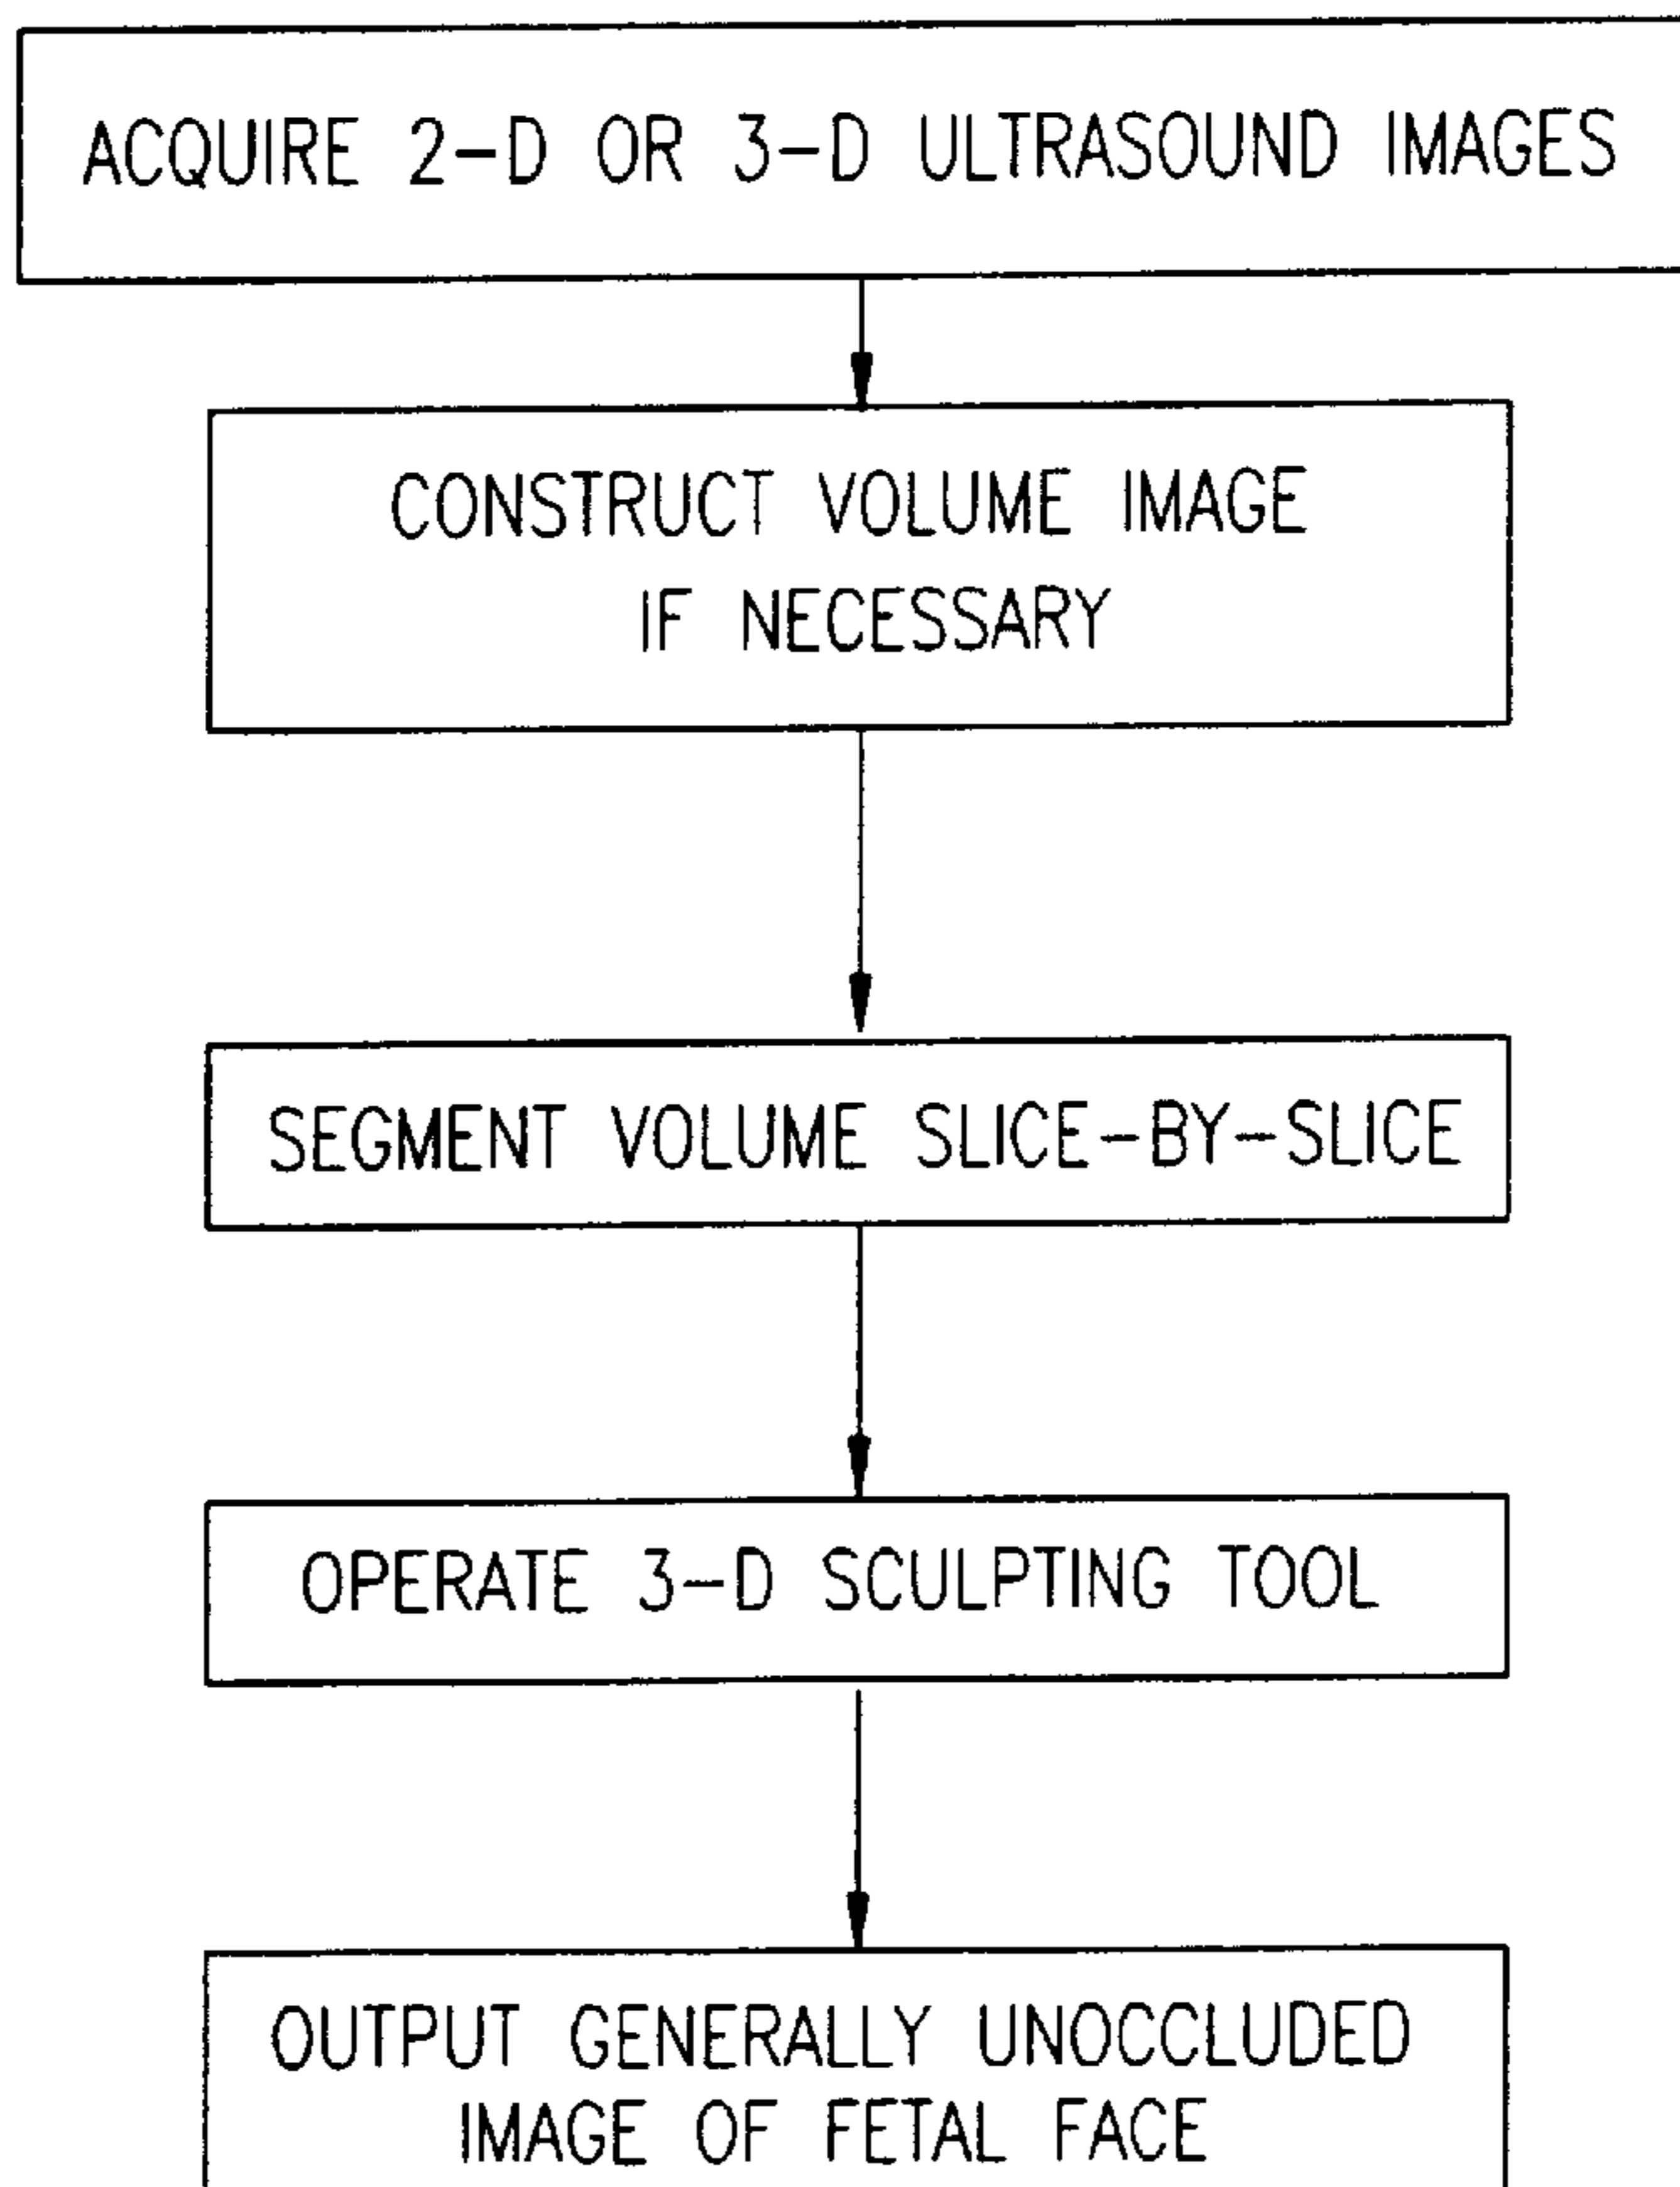 ACQUIRE 2-D OR 3-D ULTRASOUND IMAGES
CONSTRUCT VOLUME IMAGE
IF NECESSARY
SEGMENT VOLUME SLICE-BY-SLICE
OPERATE 3-D SCULPTING TOOL
OUTPUT GENERALLY UNOCCLUDED
IMAGE OF FETAL FACE